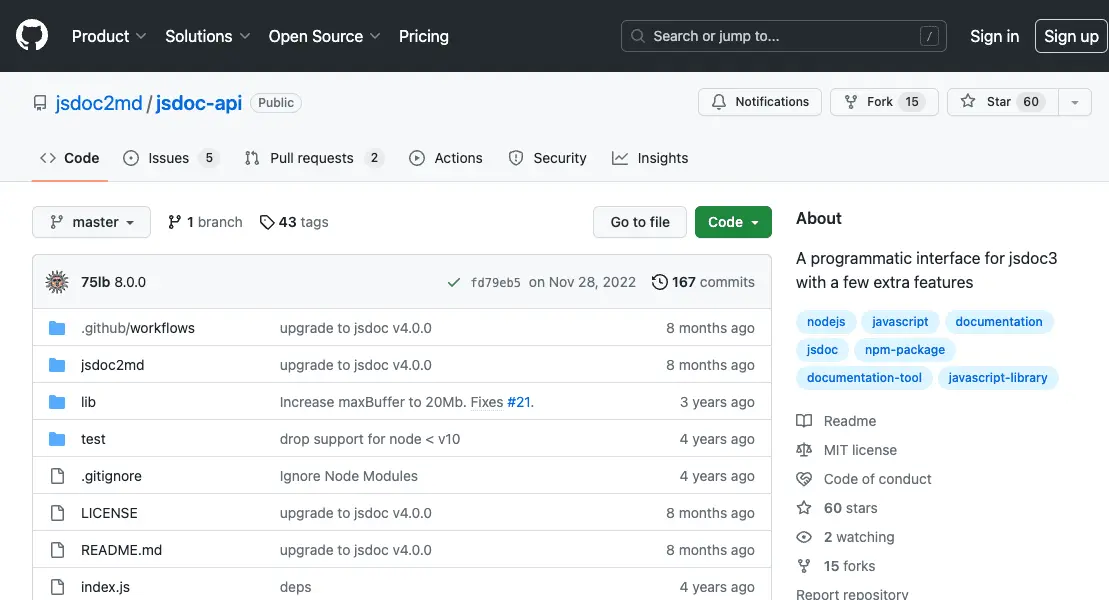 Product Solutions Open Source Pricing Search or jump to... / Sign in Sign up
jsdoc2md / jsdoc-api Public Notifications Fork 15 Star 60
Code Issues 5 Pull requests 2 Actions Security Insights
master 1 branch 43 tags Go to file Code
75lb 8.0.0 fd79eb5 on Nov 28, 2022 167 commits
.github/workflows upgrade to jsdoc v4.0.0 8 months ago
jsdoc2md upgrade to jsdoc v4.0.0 8 months ago
lib Increase maxBuffer to 20Mb. Fixes #21. 3 years ago
test drop support for node < v10 4 years ago
.gitignore Ignore Node Modules 4 years ago
LICENSE upgrade to jsdoc v4.0.0 8 months ago
README.md upgrade to jsdoc v4.0.0 8 months ago
index.js deps 4 years ago
About
A programmatic interface for jsdoc3
with a few extra features
nodejs javascript documentation
jsdoc npm-package
documentation-tool javascript-library
Readme
MIT license
Code of conduct
60 stars
2 watching
15 forks
Report repository